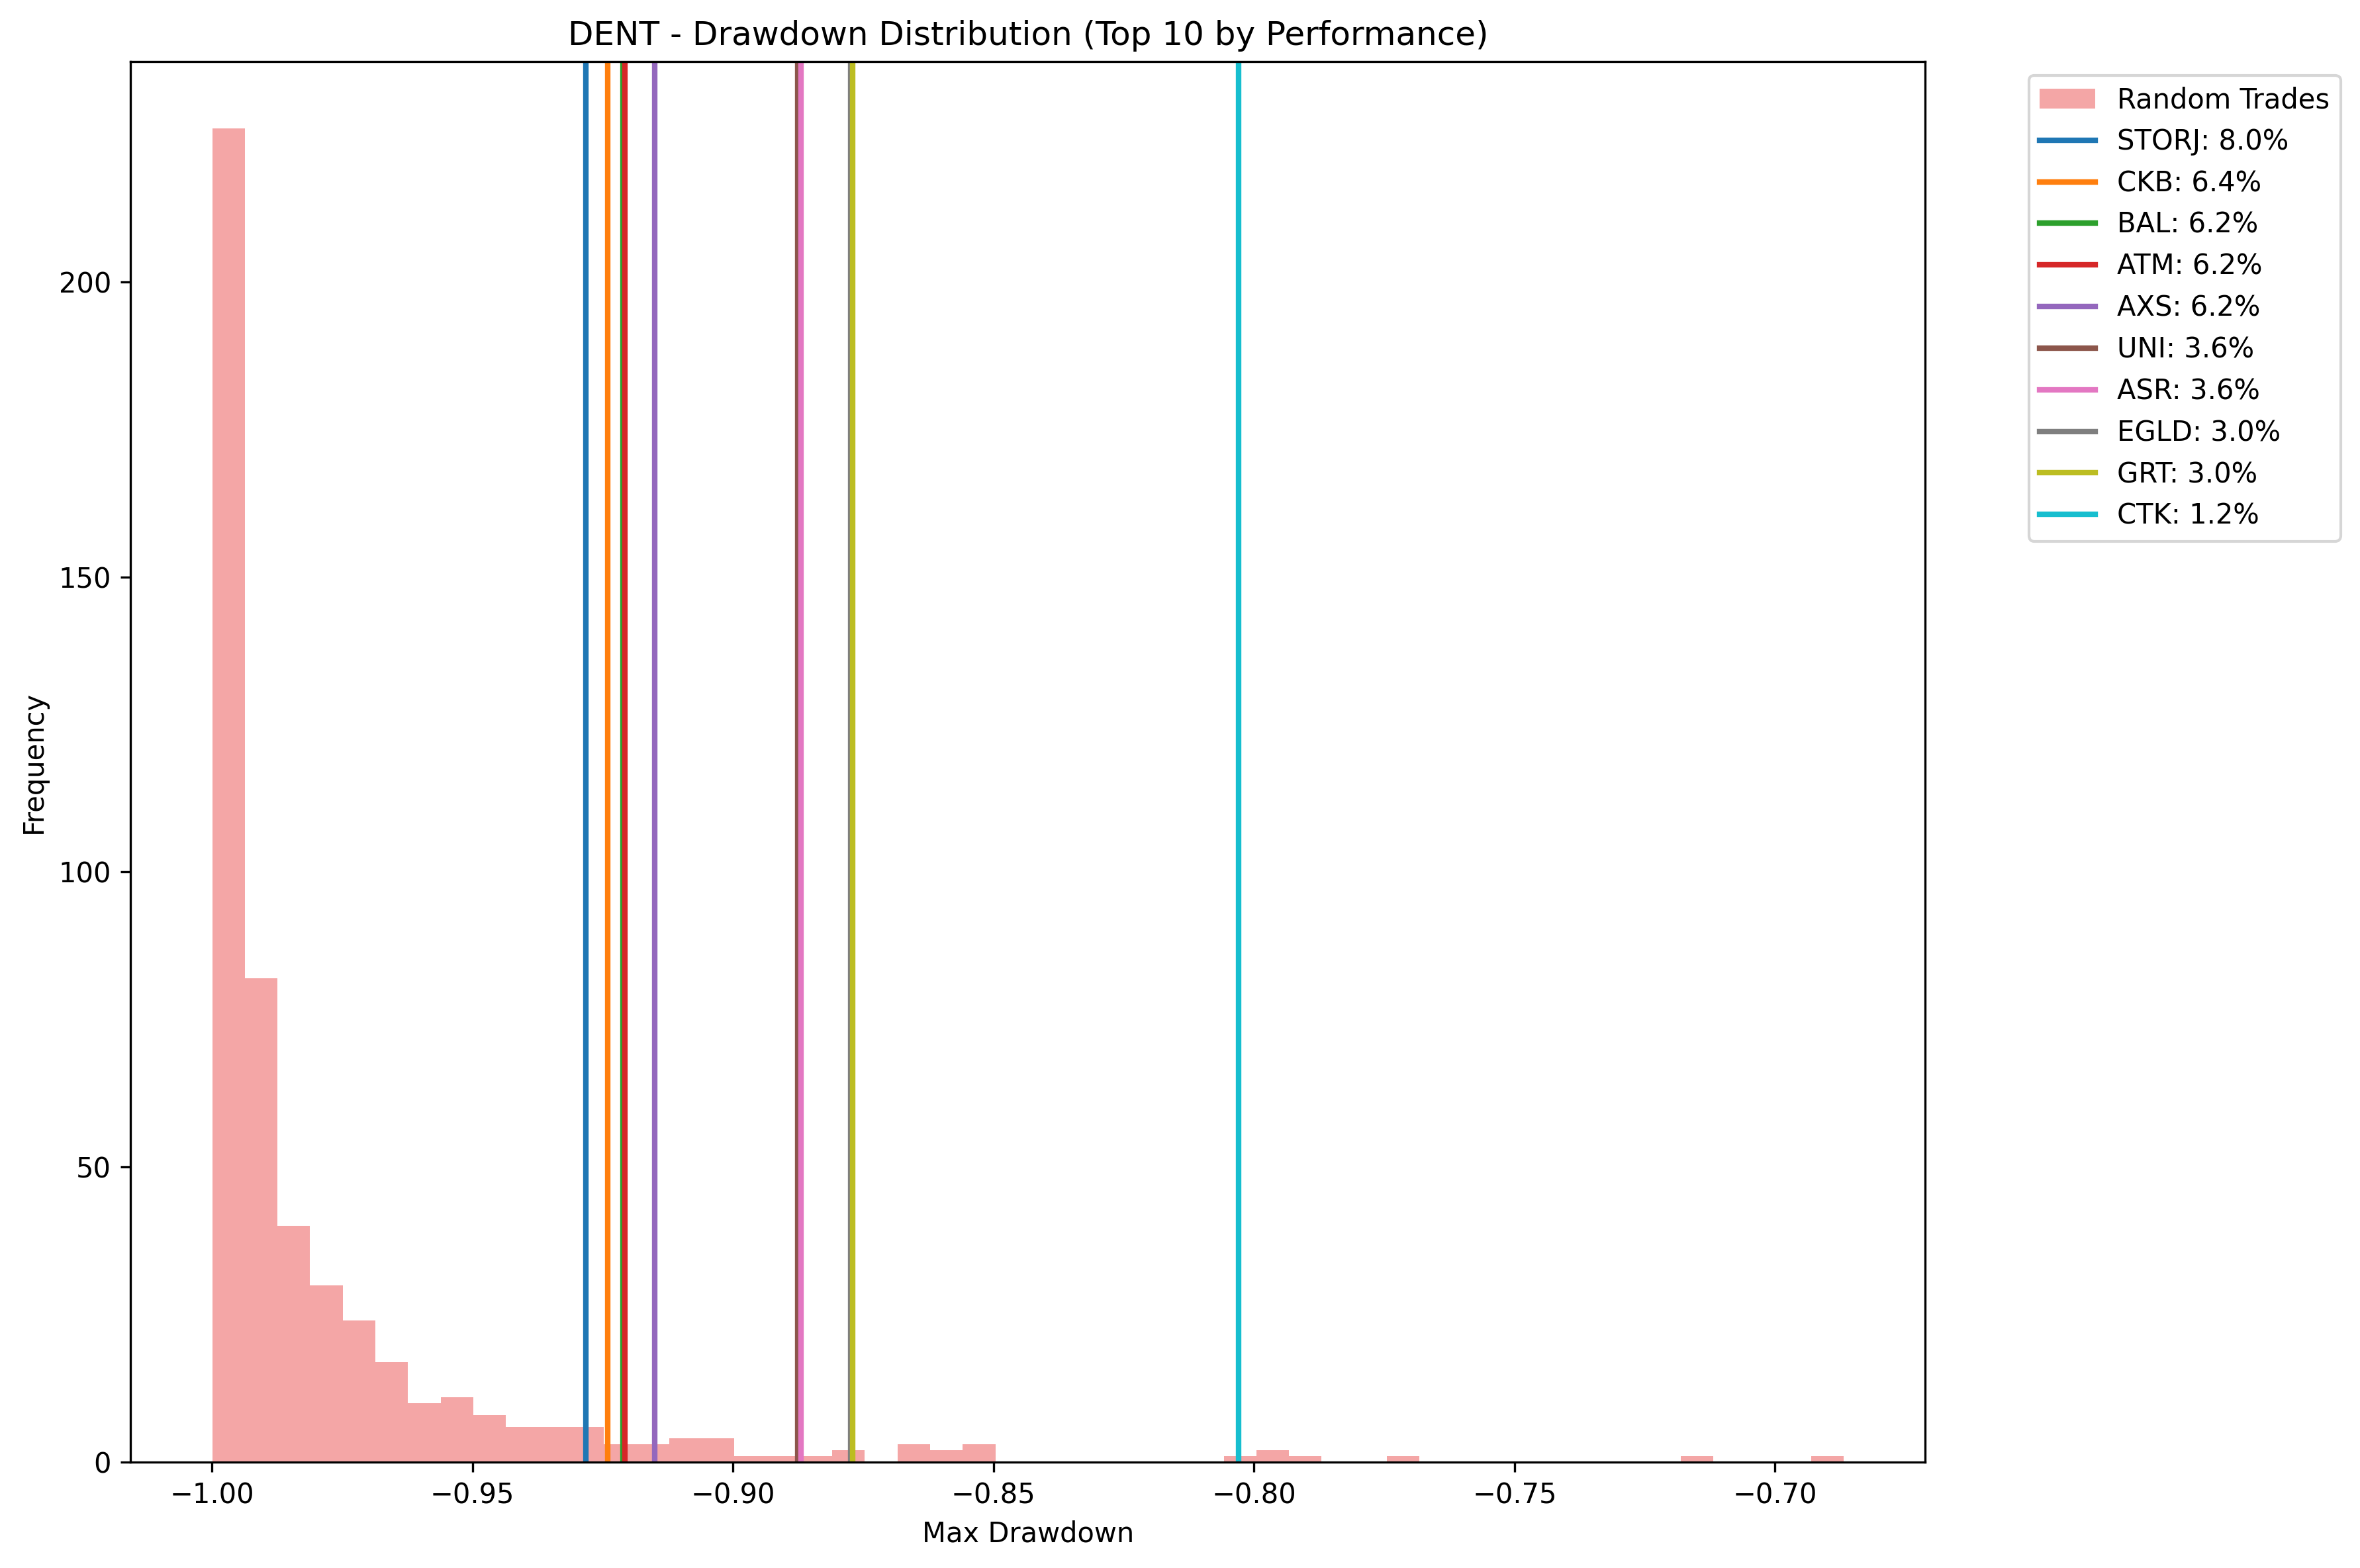 DENT - Drawdown Distribution (Top 10 by Performance)
Random Trades
STORJ: 8.0%
CKB: 6.4%
BAL: 6.2%
ATM: 6.2%
AXS: 6.2%
UNI: 3.6%
ASR: 3.6%
EGLD: 3.0%
GRT: 3.0%
CTK: 1.2%
Frequency
200
150
100
50
0
−1.00 −0.95 −0.90 −0.85 −0.80 −0.75 −0.70
Max Drawdown